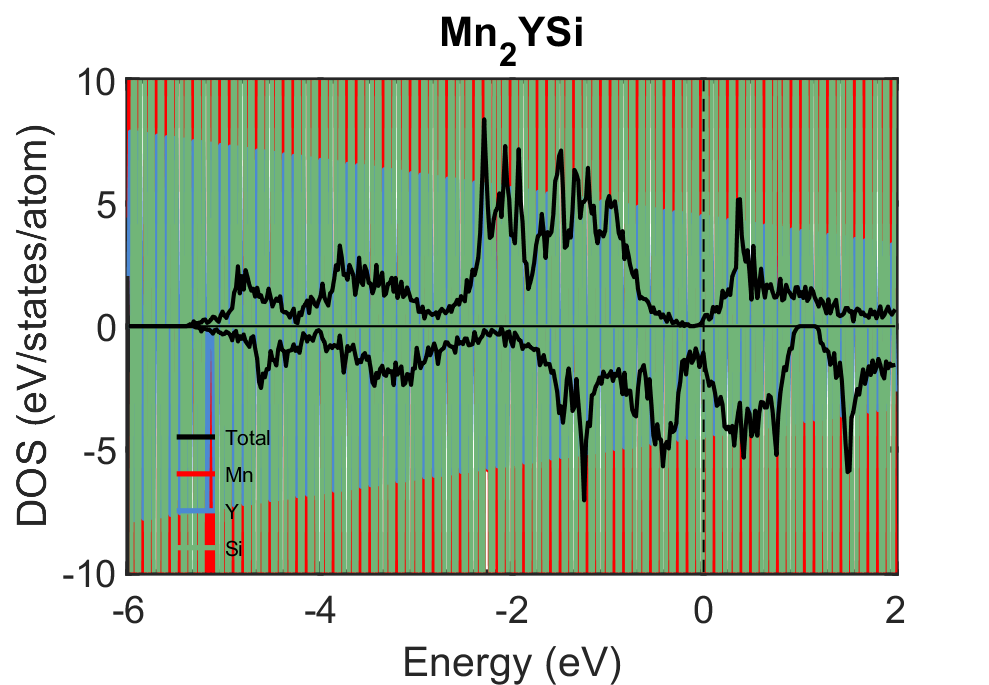 Mn2YSi
10
5
0
-5
-10
DOS (eV/states/atom)
Total
Mn
Y
Si
-6 -4 -2 0 2
Energy (eV)